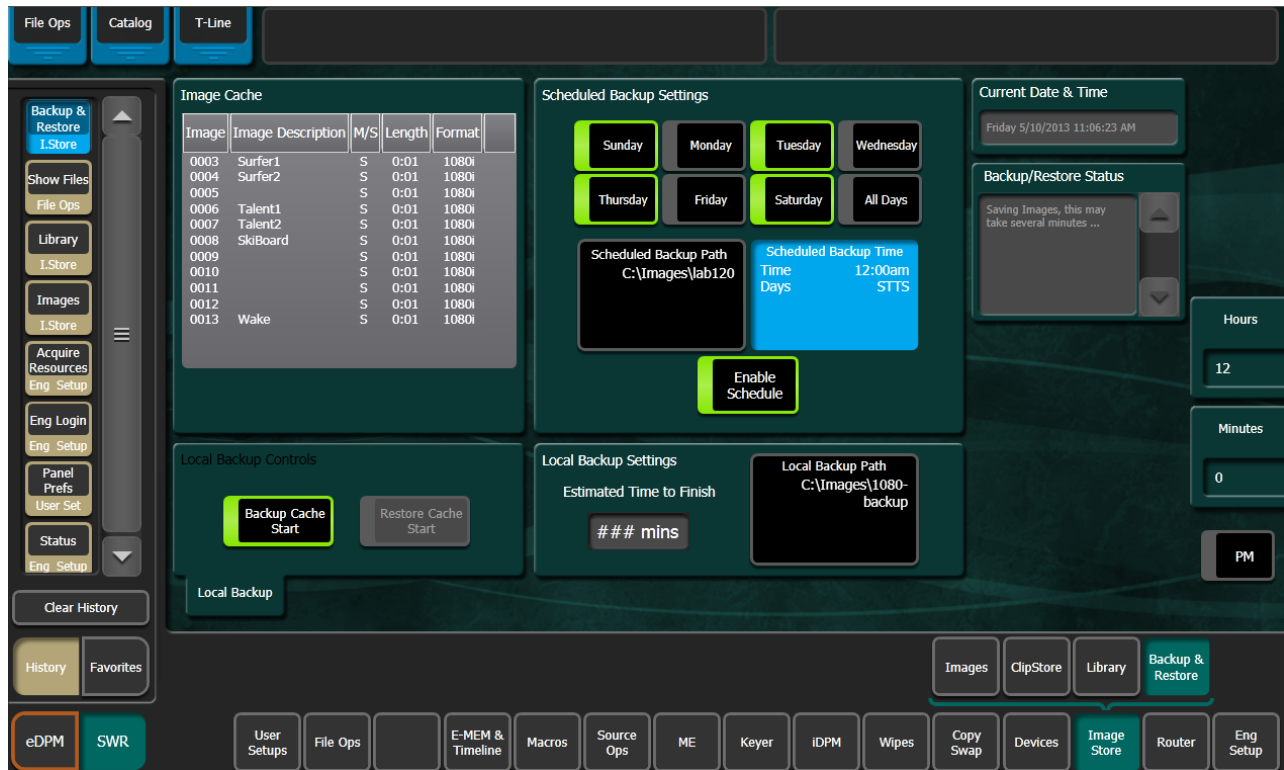 File Ops
Catalog
T-Line
Backup &
Restore
I.Store
Show Files
File Ops
Library
I.Store
Images
I.Store
Acquire
Resources
Eng Setup
Eng Login
Eng Setup
Panel
Prefs
User Set
Status
Eng Setup
Clear History
History
Favorites
eDPM
SWR
Image Cache
Image Image Description M/S Length Format
0003 Surfer1 S 0:01 1080i
0004 Surfer2 S 0:01 1080i
0005 S 0:01 1080i
0006 Talent1 S 0:01 1080i
0007 Talent2 S 0:01 1080i
0008 SkiBoard S 0:01 1080i
0009 S 0:01 1080i
0010 S 0:01 1080i
0011 S 0:01 1080i
0012 S 0:01 1080i
0013 Wake S 0:01 1080i
Scheduled Backup Settings
Sunday Monday Tuesday Wednesday
Thursday Friday Saturday All Days
Scheduled Backup Path
C:\Images\lab120
Scheduled Backup Time
Time 12:00am
Days STTS
Enable
Schedule
Current Date & Time
Friday 5/10/2013 11:06:23 AM
Backup/Restore Status
Saving Images, this may
take several minutes ...
Hours
12
Minutes
0
PM
Local Backup Controls
Backup Cache
Start
Restore Cache
Start
Local Backup
Local Backup Settings
Estimated Time to Finish
### mins
Local Backup Path
C:\Images\1080-
backup
Images
ClipStore
Library
Backup &
Restore
User
Setups
File Ops
E-MEM &
Timeline
Macros
Source
Ops
ME
Keyer
iDPM
Wipes
Copy
Swap
Devices
Image
Store
Router
Eng
Setup